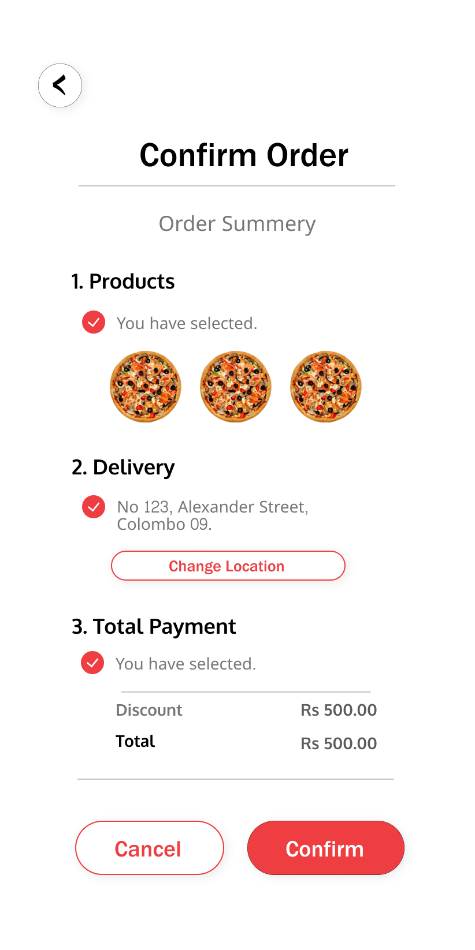 Confirm Order
Order Summery
1. Products
You have selected.
2. Delivery
No 123, Alexander Street,
Colombo 09.
Change Location
3. Total Payment
You have selected.
Discount Rs 500.00
Total Rs 500.00
Cancel Confirm